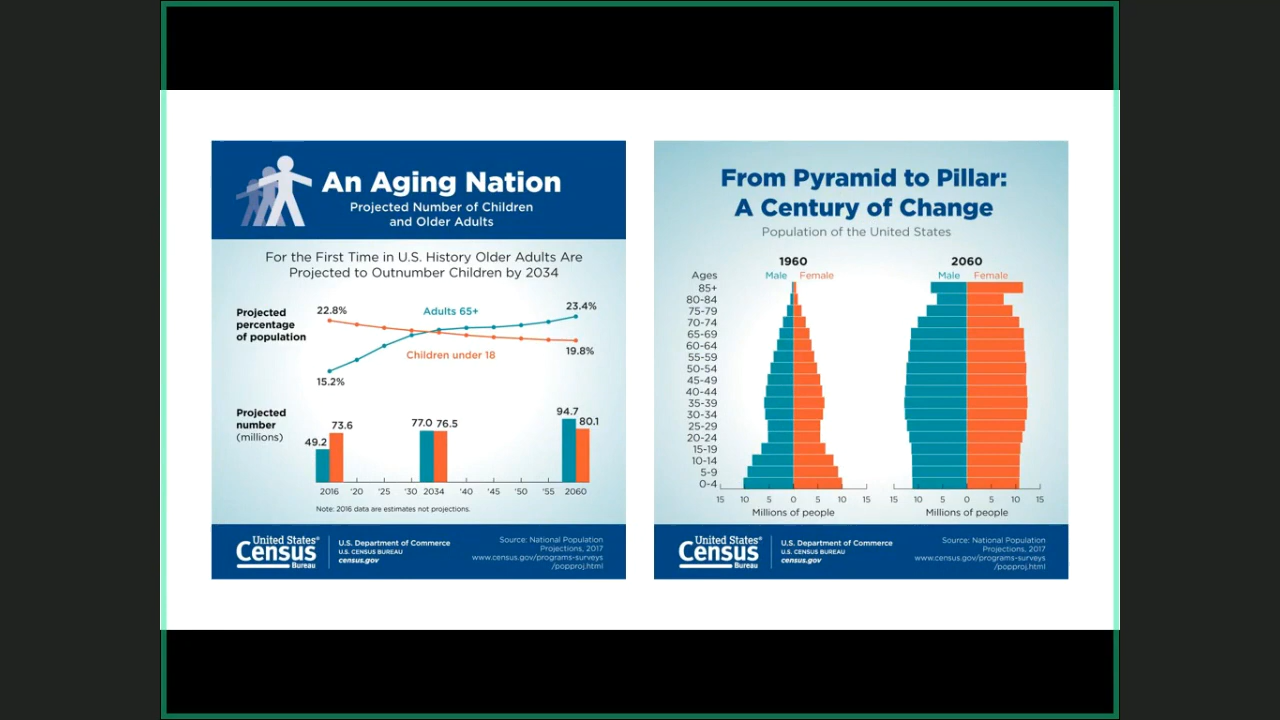 An Aging Nation
Projected Number of Children
and Older Adults
For the First Time in U.S. History Older Adults Are
Projected to Outnumber Children by 2034
Projected
percentage
of population
22.8%
15.2%
Adults 65+
Children under 18
23.4%
19.8%
Projected
number
(millions)
49.2
73.6
77.0
76.5
94.7
80.1
2016 '20 '25 '30 2034 '40 '45 '50 '55 2060
Note: 2016 data are estimates not projections.
United States®
Census
Bureau
U.S. Department of Commerce
U.S. CENSUS BUREAU
census.gov
Source: National Population
Projections, 2017
www.census.gov/programs-surveys
/popproj.html
From Pyramid to Pillar:
A Century of Change
Population of the United States
1960
Male Female
2060
Male Female
Ages
85+
80-84
75-79
70-74
65-69
60-64
55-59
50-54
45-49
40-44
35-39
30-34
25-29
20-24
15-19
10-14
5-9
0-4
15 10 5 0 5 10 15
Millions of people
15 10 5 0 5 10 15
Millions of people
United States®
Census
Bureau
U.S. Department of Commerce
U.S. CENSUS BUREAU
census.gov
Source: National Population
Projections, 2017
www.census.gov/programs-surveys
/popproj.html